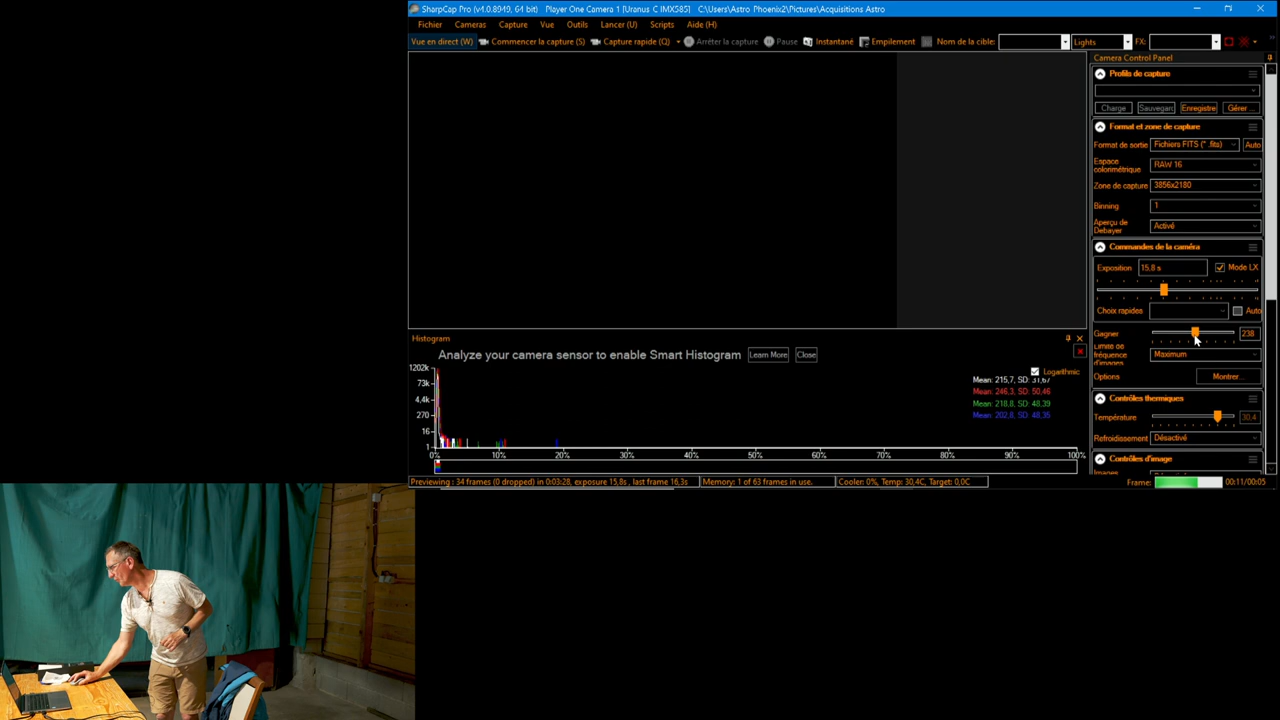 SharpCap Pro (v4.0.8949, 64 bit) - Player One Camera 1 [Uranus C IMX585] - C:\Users\Astro Phoenix2\Pictures\Acquisitions Astro
Fichier Cameras Capture Vue Outils Lancer (U) Scripts Aide (H)
Vue en direct (W) Commencer la capture (S) Capture rapide (Q) Arrêter la capture Pause Instantané Empilement Nom de la cible: Lights FX:
Camera Control Panel
Profils de capture
Charge Sauvegarc Enregistre Gérer ...
Format et zone de capture
Format de sortie Fichiers FITS (*.fits) Auto
Espace
colorimétrique RAW 16
Zone de capture 3856x2180
Binning 1
Aperçu de
Debayer Activé
Commandes de la caméra
Exposition 15,8 s Mode LX
Choix rapides Auto
Gagner 238
Limite de
fréquence
d'images Maximum
Options Montrer...
Contrôles thermiques
Température 30,4
Refroidissement Désactivé
Contrôles d'image
Images
Histogram
Analyze your camera sensor to enable Smart Histogram Learn More Close
Logarithmic
Mean: 215,7, SD: 31,67
Mean: 246,3, SD: 50,46
Mean: 218,8, SD: 48,39
Mean: 202,8, SD: 48,35
1202k
73k
4,4k
270
16
1
0% 10% 20% 30% 40% 50% 60% 70% 80% 90% 100%
Previewing : 34 frames (0 dropped) in 0:03:28, exposure 15,8s , last frame 16,3s Memory: 1 of 63 frames in use. Cooler: 0%, Temp: 30,4C, Target: 0,0C Frame: 00:11/00:05